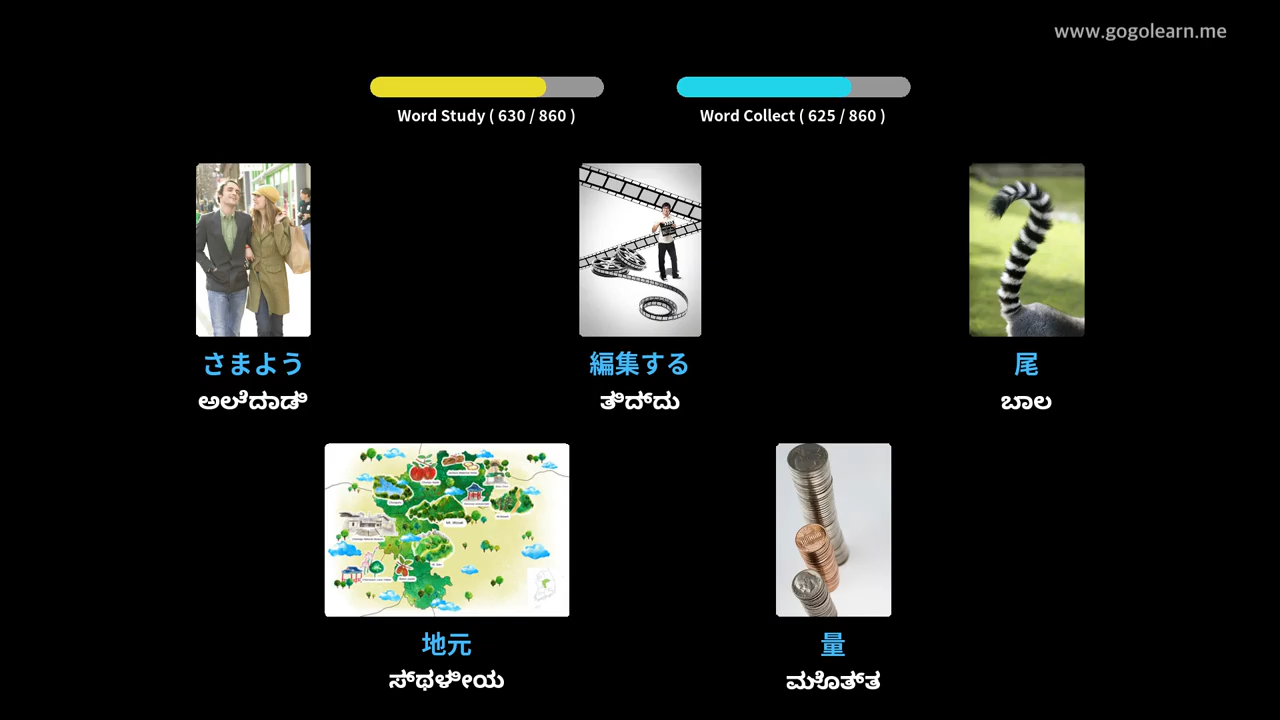 www.gogolearn.me
Word Study ( 630 / 860 )
Word Collect ( 625 / 860 )
さまよう
ಅಲೆದಾಡಿ
編集する
ತಿದ್ದು
尾
ಬಾಲ
地元
ಸ್ಥಳೀಯ
量
ಮೊತ್ತ